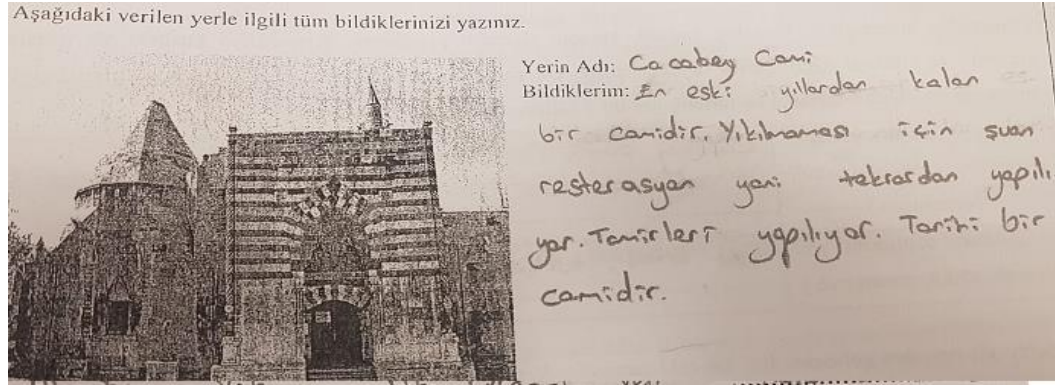 Aşağıdaki verilen yerle ilgili tüm bildiklerinizi yazınız.
Yerin Adı: Cacabey Cami
Bildiklerim: En eski yıllardan kalan
bir camidir. Yıkılmaması için şuan
resterasyon yani tekrardan yapılı
yor. Tamirleri yapılıyor. Tarihi bir
camidir.